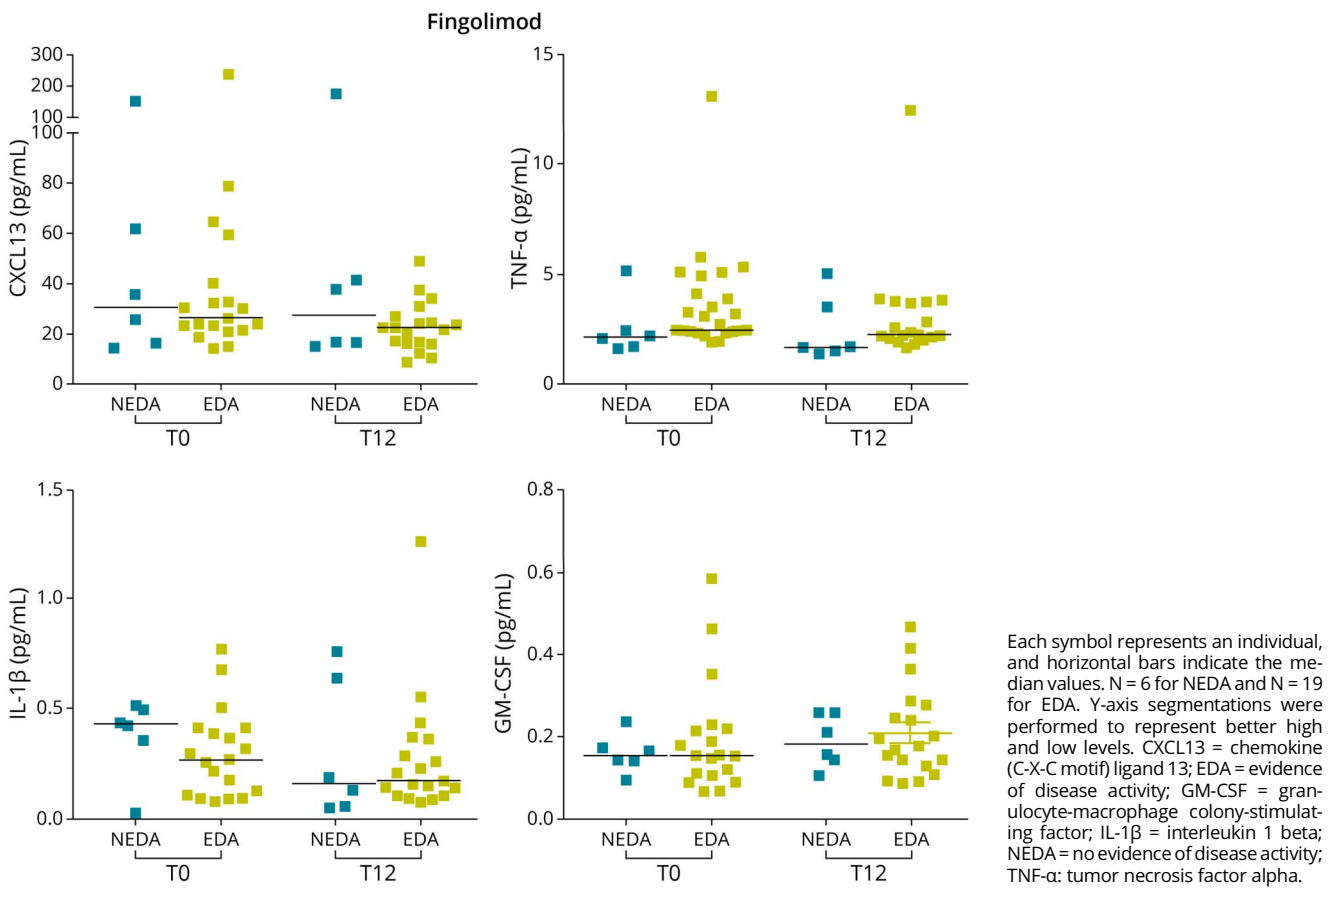 Fingolimod
300
200
100
100
80
60
40
20
0
CXCL13 (pg/mL)
NEDA
EDA
NEDA
EDA
T0
T12
15
10
5
0
TNF-α (pg/mL)
NEDA
EDA
NEDA
EDA
T0
T12
1.5
1.0
0.5
0.0
IL-1β (pg/mL)
NEDA
EDA
NEDA
EDA
T0
T12
0.8
0.6
0.4
0.2
0.0
GM-CSF (pg/mL)
NEDA
EDA
NEDA
EDA
T0
T12
Each symbol represents an individual,
and horizontal bars indicate the me-
dian values. N = 6 for NEDA and N = 19
for EDA. Y-axis segmentations were
performed to represent better high
and low levels. CXCL13 = chemokine
(C-X-C motif) ligand 13; EDA = evidence
of disease activity; GM-CSF = gran-
ulocyte-macrophage colony-stimulat-
ing factor; IL-1β = interleukin 1 beta;
NEDA = no evidence of disease activity;
TNF-α: tumor necrosis factor alpha.